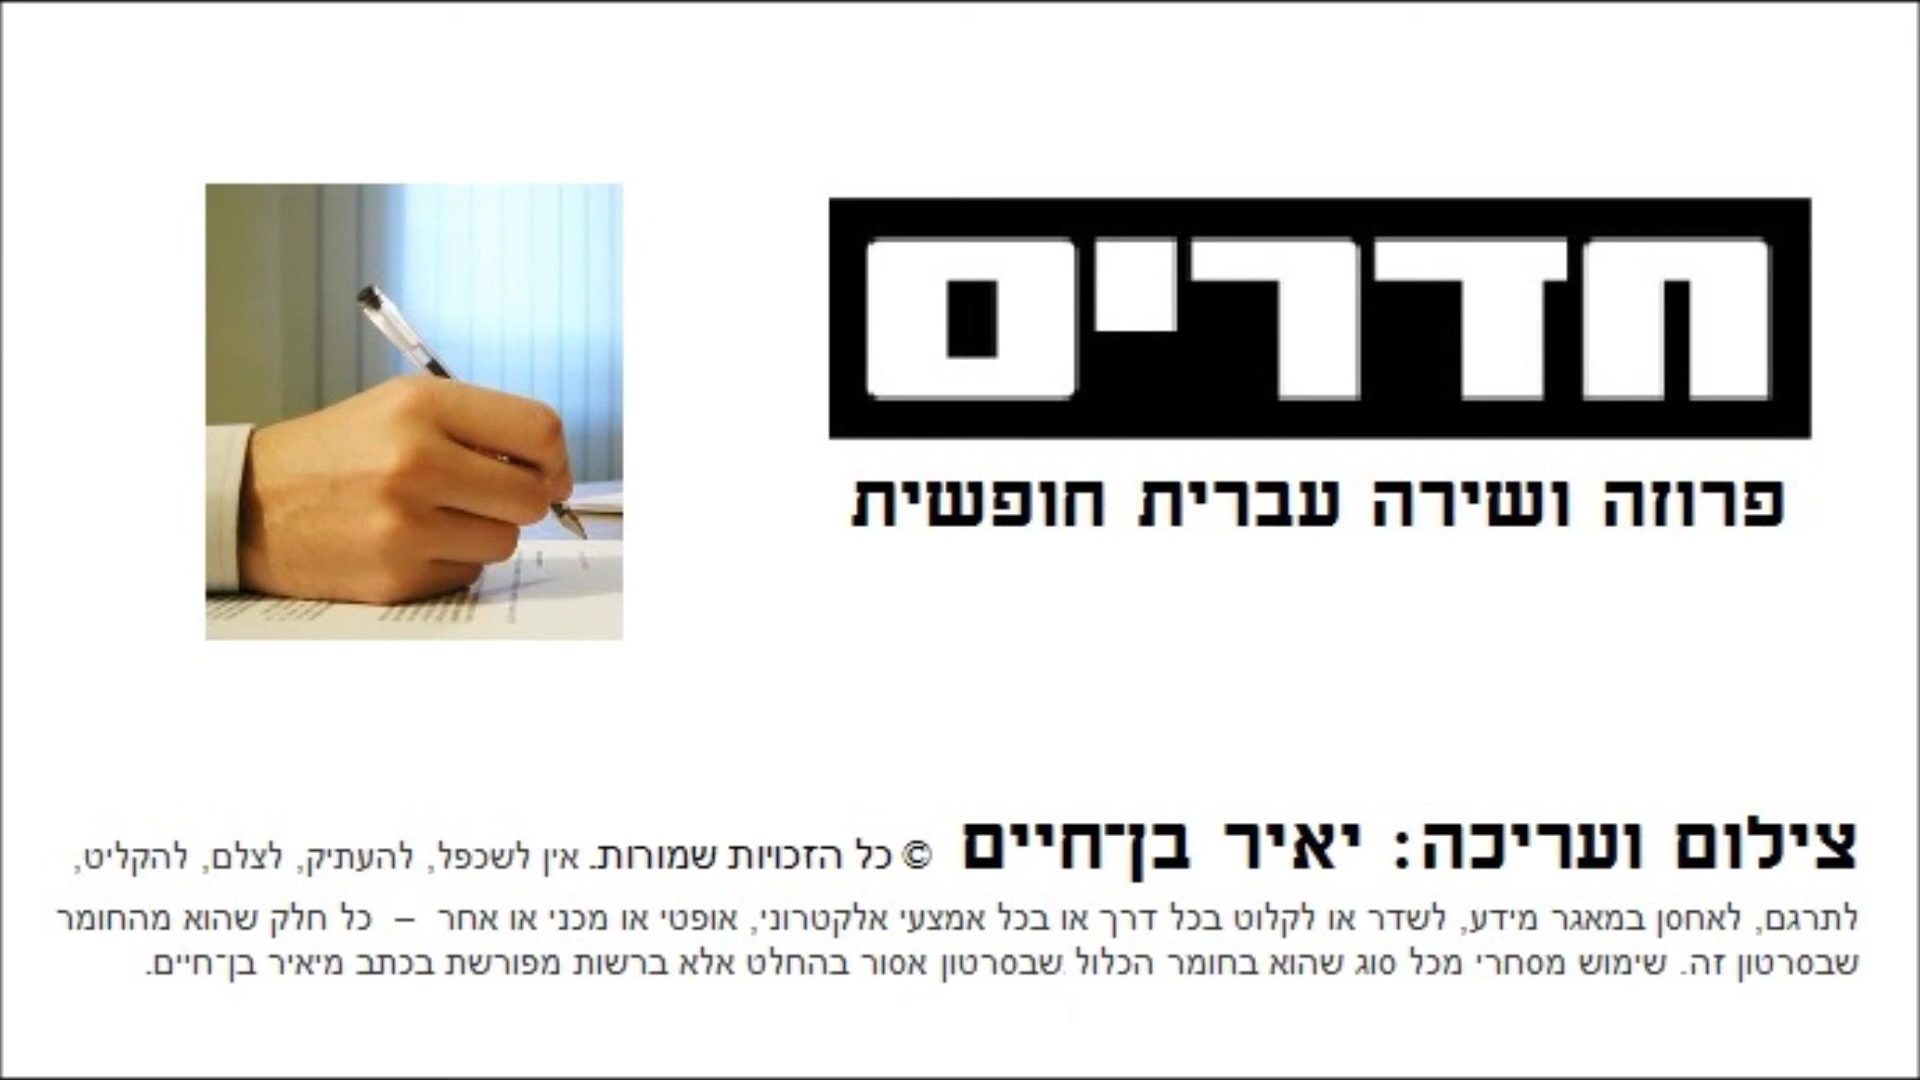 חדרים
פרוזה ושירה עברית חופשית
צילום ועריכה: יאיר בן־חיים © כל הזכויות שמורות. אין לשכפל, להעתיק, לצלם, להקליט,
לתרגם, לאחסן במאגר מידע, לשדר או לקלוט בכל דרך או בכל אמצעי אלקטרוני, אופטי או מכני או אחר – כל חלק שהוא מהחומר
שבסרטון זה. שימוש מסחרי מכל סוג שהוא בחומר הכלול שבסרטון אסור בהחלט אלא ברשות מפורשת בכתב מיאיר בן־חיים.